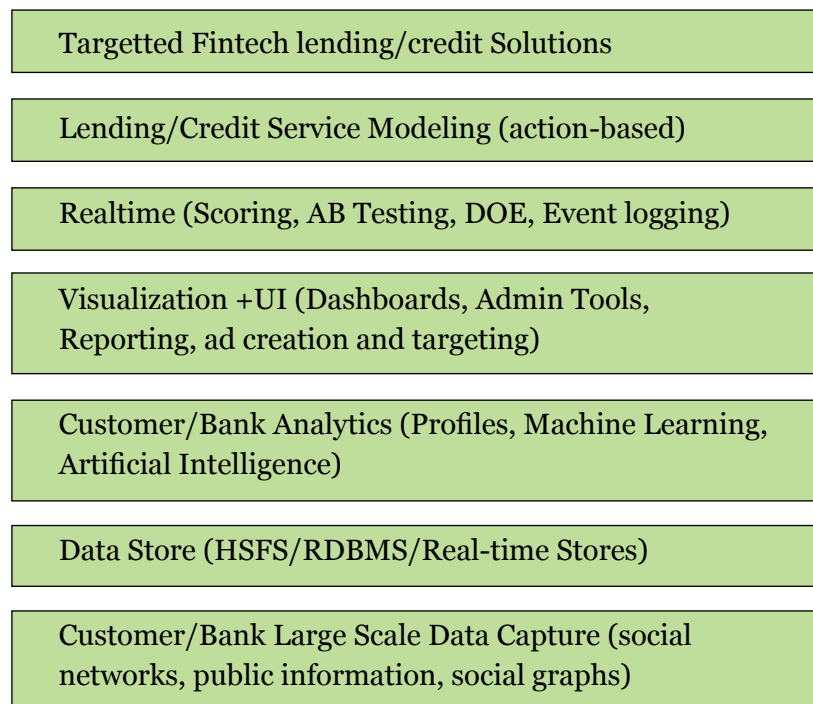 Targetted Fintech lending/credit Solutions
Lending/Credit Service Modeling (action-based)
Realtime (Scoring, AB Testing, DOE, Event logging)
Visualization +UI (Dashboards, Admin Tools,
Reporting, ad creation and targeting)
Customer/Bank Analytics (Profiles, Machine Learning,
Artificial Intelligence)
Data Store (HSFS/RDBMS/Real-time Stores)
Customer/Bank Large Scale Data Capture (social
networks, public information, social graphs)